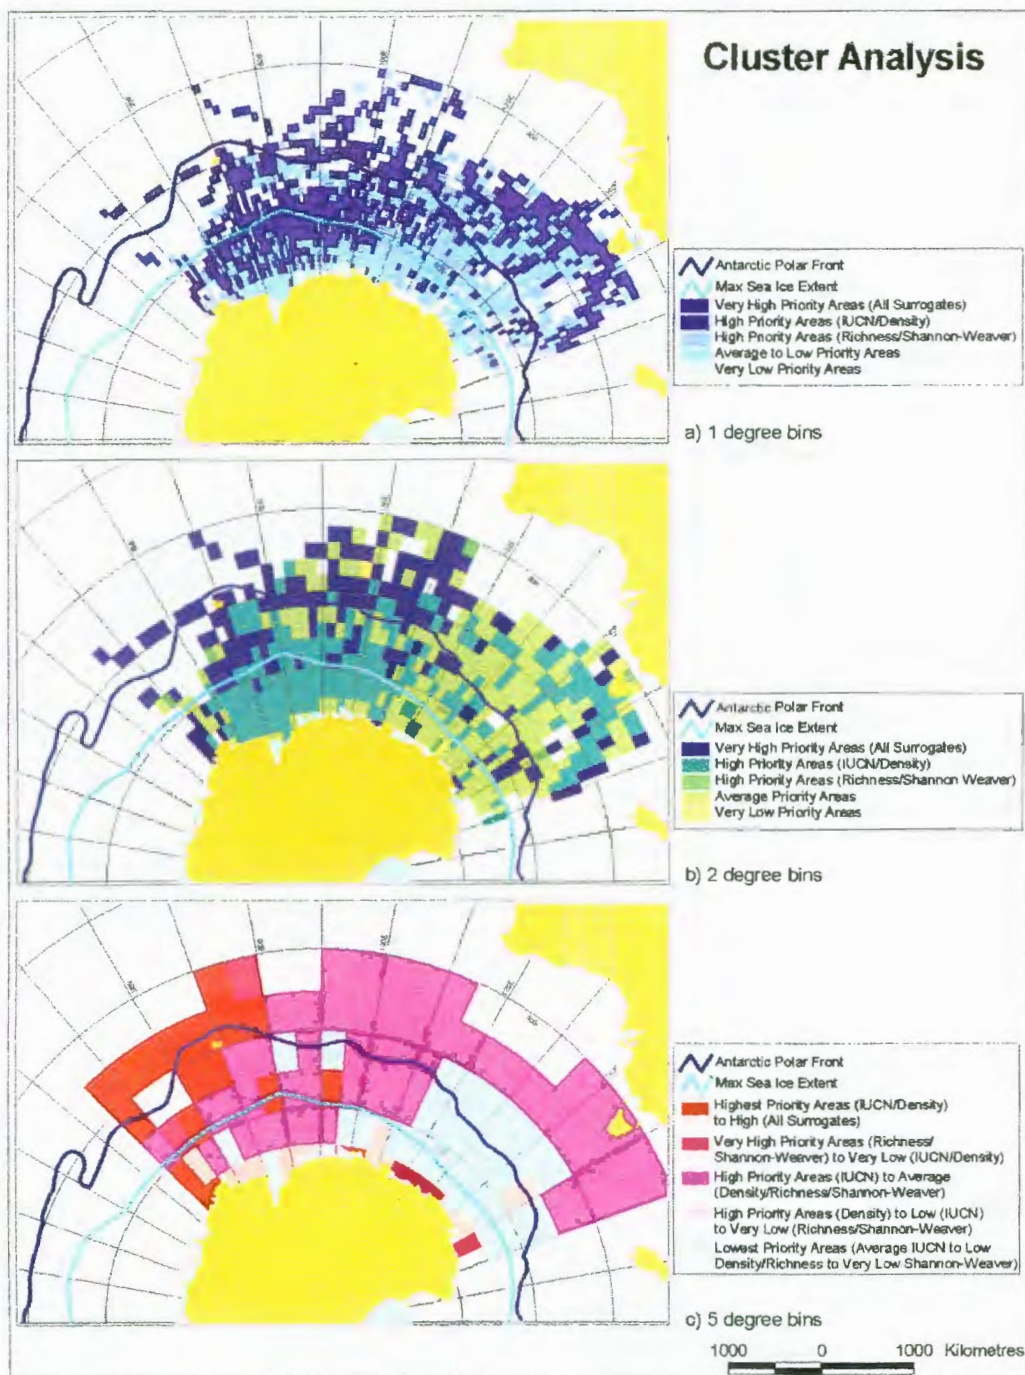 Cluster Analysis
Antarctic Polar Front
Max Sea Ice Extent
Very High Priority Areas (All Surrogates)
High Priority Areas (IUCN/Density)
High Priority Areas (Richness/Shannon-Weaver)
Average to Low Priority Areas
Very Low Priority Areas
a) 1 degree bins
Antarctic Polar Front
Max Sea Ice Extent
Very High Priority Areas (All Surrogates)
High Priority Areas (IUCN/Density)
High Priority Areas (Richness/Shannon Weaver)
Average Priority Areas
Very Low Priority Areas
b) 2 degree bins
Antarctic Polar Front
Max Sea Ice Extent
Highest Priority Areas (IUCN/Density)
to High (All Surrogates)
Very High Priority Areas (Richness/
Shannon-Weaver) to Very Low (IUCN/Density)
High Priority Areas (IUCN) to Average
(Density/Richness/Shannon-Weaver)
High Priority Areas (Density) to Low (IUCN)
to Very Low (Richness/Shannon-Weaver)
Lowest Priority Areas (Average IUCN to Low
Density/Richness to Very Low Shannon-Weaver)
c) 5 degree bins
1000 0 1000 Kilometres